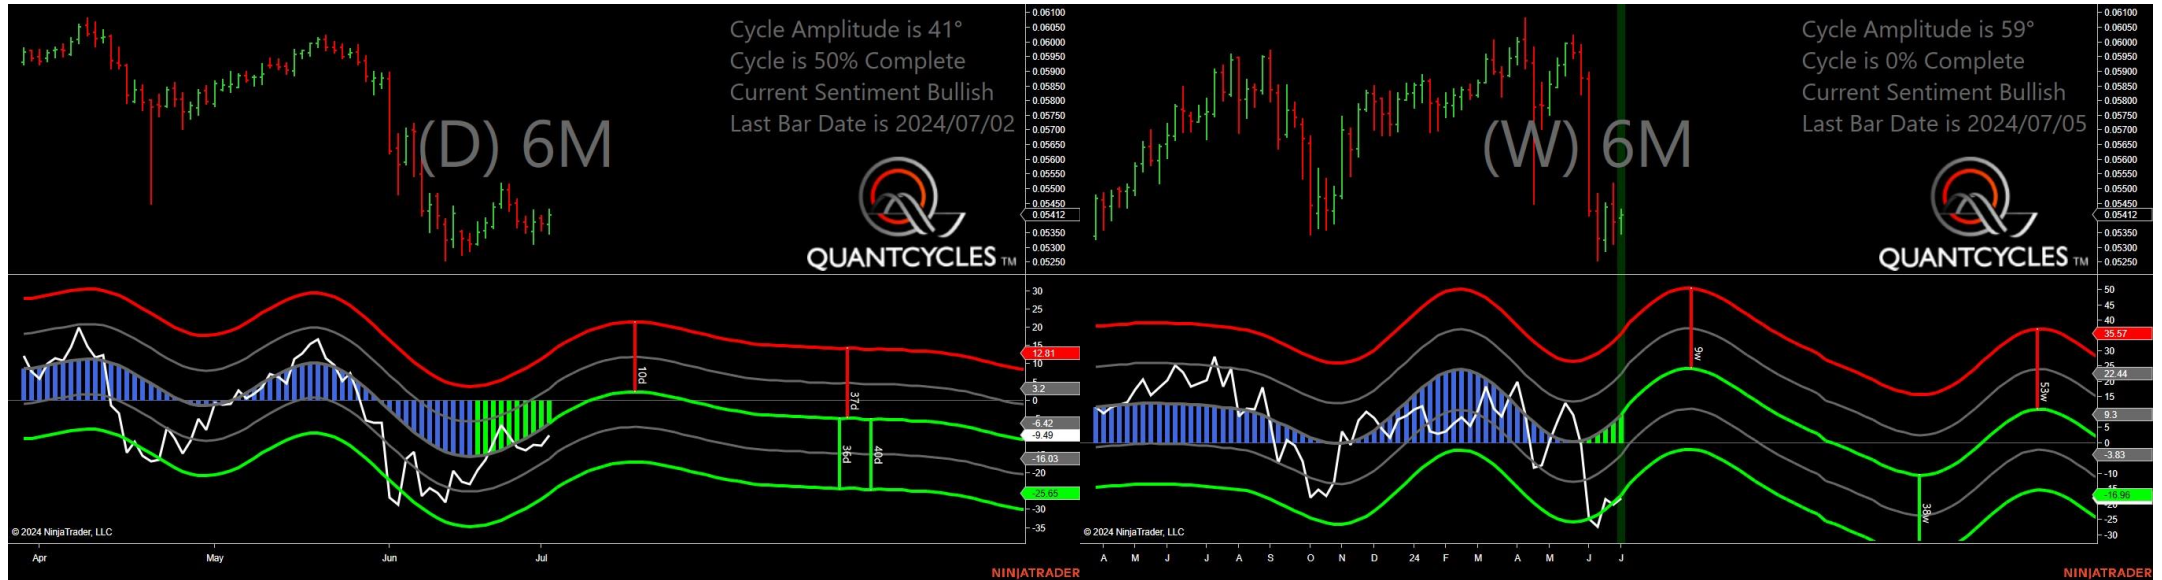 Cycle Amplitude is 41°
Cycle is 50% Complete
Current Sentiment Bullish
Last Bar Date is 2024/07/02
(D) 6M
QUANTCYCLES TM
0.06100
0.06050
0.06000
0.05950
0.05900
0.05850
0.05800
0.05750
0.05700
0.05650
0.05600
0.05550
0.05500
0.05450
0.05412
0.05350
0.05300
0.05250
30
25
20
15
12.81
10
3.2
0
-6.42
-9.49
-16.03
-20
-25.65
-30
-35
10d
37d
36d
40d
© 2024 NinjaTrader, LLC
Apr May Jun Jul
NINJATRADER
Cycle Amplitude is 59°
Cycle is 0% Complete
Current Sentiment Bullish
Last Bar Date is 2024/07/05
(W) 6M
QUANTCYCLES TM
0.06100
0.06050
0.06000
0.05950
0.05900
0.05850
0.05800
0.05750
0.05700
0.05650
0.05600
0.05550
0.05500
0.05450
0.05412
0.05350
0.05300
0.05250
50
45
40
35.57
30
25
22.44
20
15
9.3
5
0
-3.83
-10
-16.96
-25
-30
9w
53w
38w
© 2024 NinjaTrader, LLC
A M J J A S O N D 24 F M A M J J
NINJATRADER